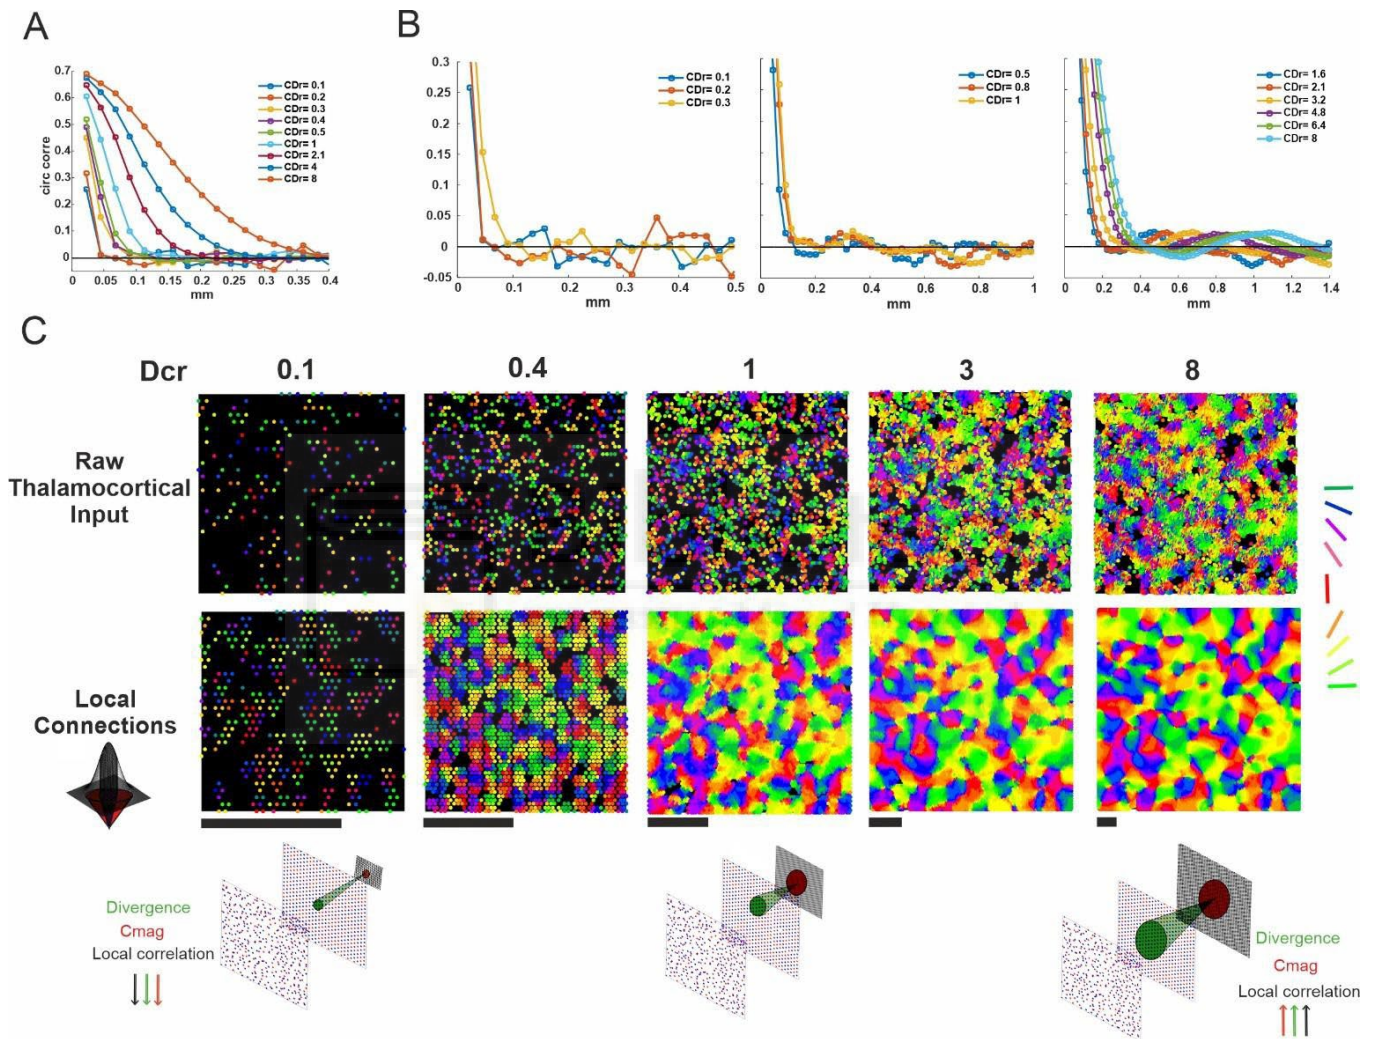 A
B
0.7
0.6
0.5
0.4
0.3
0.2
0.1
0
circ corre
0
0.05
0.1
0.15
0.2
0.25
0.3
0.35
0.4
mm
CDr= 0.1
CDr= 0.2
CDr= 0.3
CDr= 0.4
CDr= 0.5
CDr= 1
CDr= 2.1
CDr= 4
CDr= 8
0.3
0.25
0.2
0.15
0.1
0.05
0
-0.05
0
0.1
0.2
0.3
0.4
0.5
mm
CDr= 0.1
CDr= 0.2
CDr= 0.3
0
0.2
0.4
0.6
0.8
1
mm
CDr= 0.5
CDr= 0.8
CDr= 1
0
0.2
0.4
0.6
0.8
1
1.2
1.4
mm
CDr= 1.6
CDr= 2.1
CDr= 3.2
CDr= 4.8
CDr= 6.4
CDr= 8
C
Dcr 0.1 0.4 1 3 8
Raw
Thalamocortical
Input
Local
Connections
Divergence
Cmag
Local correlation
Divergence
Cmag
Local correlation